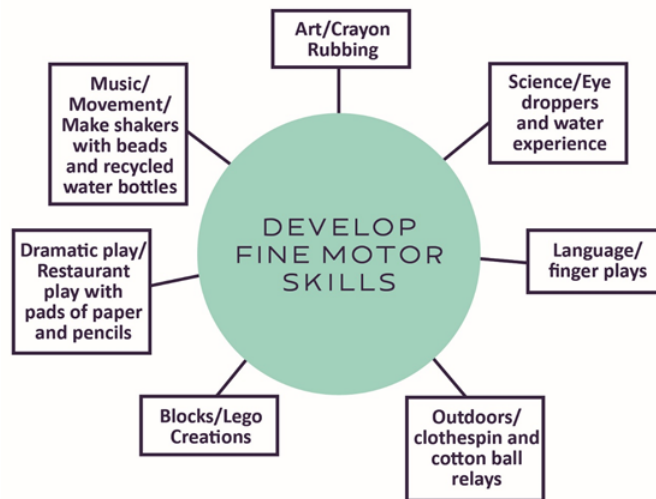 Art/Crayon
Rubbing
Science/Eye
droppers
and water
experience
Language/
finger plays
Outdoors/
clothespin and
cotton ball
relays
Blocks/Lego
Creations
Dramatic play/
Restaurant
play with
pads of paper
and pencils
Music/
Movement/
Make shakers
with beads
and recycled
water bottles
DEVELOP
FINE MOTOR
SKILLS